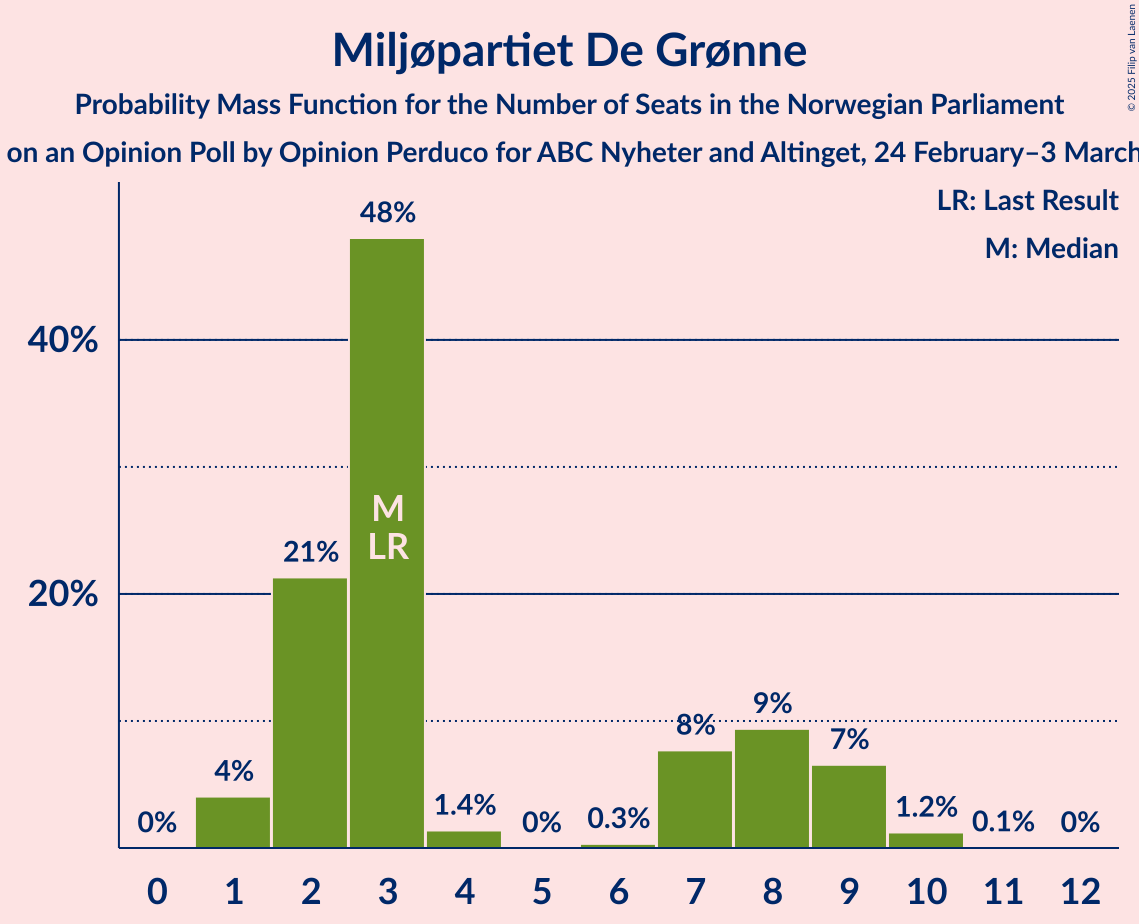 Miljøpartiet De Grønne
Probability Mass Function for the Number of Seats in the Norwegian Parliament
on an Opinion Poll by Opinion Perduco for ABC Nyheter and Altinget, 24 February–3 March
© 2025 Filip van Laenen
LR: Last Result
M: Median
40%
20%
0%
4%
21%
48%
M
LR
1.4%
0%
0.3%
8%
9%
7%
1.2%
0.1%
0%
0 1 2 3 4 5 6 7 8 9 10 11 12